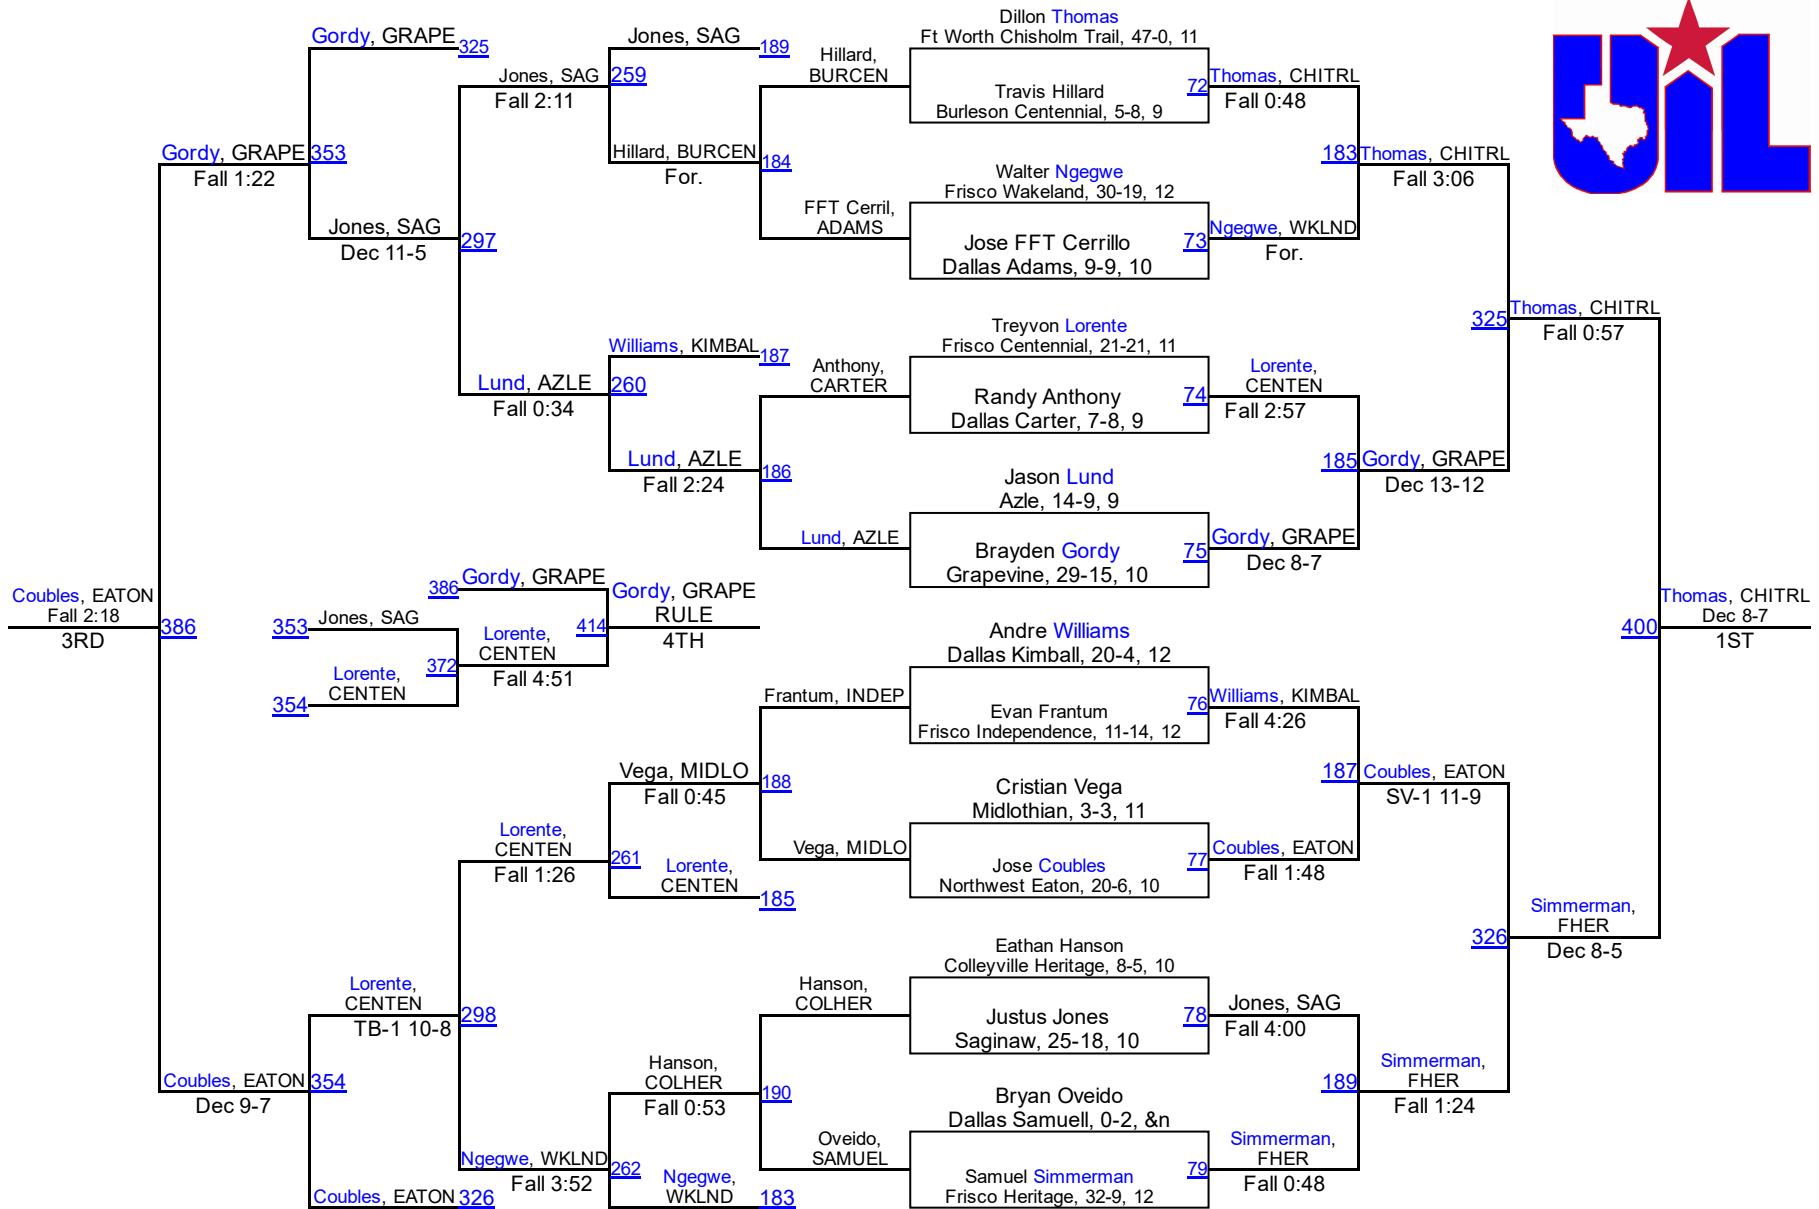 Gordy, GRAPE
325
Jones, SAG
189
Hillard,
BURCEN
Dillon Thomas
Ft Worth Chisholm Trail, 47-0, 11
Travis Hillard
Burleson Centennial, 5-8, 9
72
Thomas, CHITRL
Fall 0:48
UIL
Jones, SAG
Fall 2:11
259
Gordy, GRAPE
Fall 1:22
353
Hillard, BURCEN
For.
184
Walter Ngegwe
Frisco Wakeland, 30-19, 12
Jose FFT Cerrillo
Dallas Adams, 9-9, 10
73
Ngegwe, WKLND
For.
183
Thomas, CHITRL
Fall 3:06
FFT Cerril,
ADAMS
Jones, SAG
Dec 11-5
297
325
Thomas, CHITRL
Fall 0:57
Treyvon Lorente
Frisco Centennial, 21-21, 11
Randy Anthony
Dallas Carter, 7-8, 9
74
Lorente,
CENTEN
Fall 2:57
Williams, KIMBAL
187
Anthony,
CARTER
Lund, AZLE
Fall 0:34
260
Lund, AZLE
Fall 2:24
186
Jason Lund
Azle, 14-9, 9
Brayden Gordy
Grapevine, 29-15, 10
75
Gordy, GRAPE
Dec 8-7
185
Gordy, GRAPE
Dec 13-12
Lund, AZLE
Coubles, EATON
Fall 2:18
3RD
386
386
Gordy, GRAPE
353
Jones, SAG
Lorente,
CENTEN
354
372
Lorente,
CENTEN
Fall 4:51
414
Gordy, GRAPE
RULE
4TH
Thomas, CHITRL
Dec 8-7
1ST
400
Andre Williams
Dallas Kimball, 20-4, 12
Evan Frantum
Frisco Independence, 11-14, 12
76
Williams, KIMBAL
Fall 4:26
Frantum, INDEP
Vega, MIDLO
Fall 0:45
188
187
Coubles, EATON
SV-1 11-9
Cristian Vega
Midlothian, 3-3, 11
Jose Coubles
Northwest Eaton, 20-6, 10
77
Coubles, EATON
Fall 1:48
Vega, MIDLO
Lorente,
CENTEN
Fall 1:26
261
Lorente,
CENTEN
185
Simmerman,
FHER
Dec 8-5
326
Eathan Hanson
Colleyville Heritage, 8-5, 10
Justus Jones
Saginaw, 25-18, 10
78
Jones, SAG
Fall 4:00
Hanson,
COLHER
Lorente,
CENTEN
TB-1 10-8
298
Hanson,
COLHER
Fall 0:53
190
189
Simmerman,
FHER
Fall 1:24
Coubles, EATON
Dec 9-7
354
Bryan Oveido
Dallas Samuell, 0-2, &n
Samuel Simmerman
Frisco Heritage, 32-9, 12
79
Simmerman,
FHER
Fall 0:48
Oveido,
SAMUEL
Ngegwe, WKLND
Fall 3:52
262
Ngegwe,
WKLND
183
Coubles, EATON
326